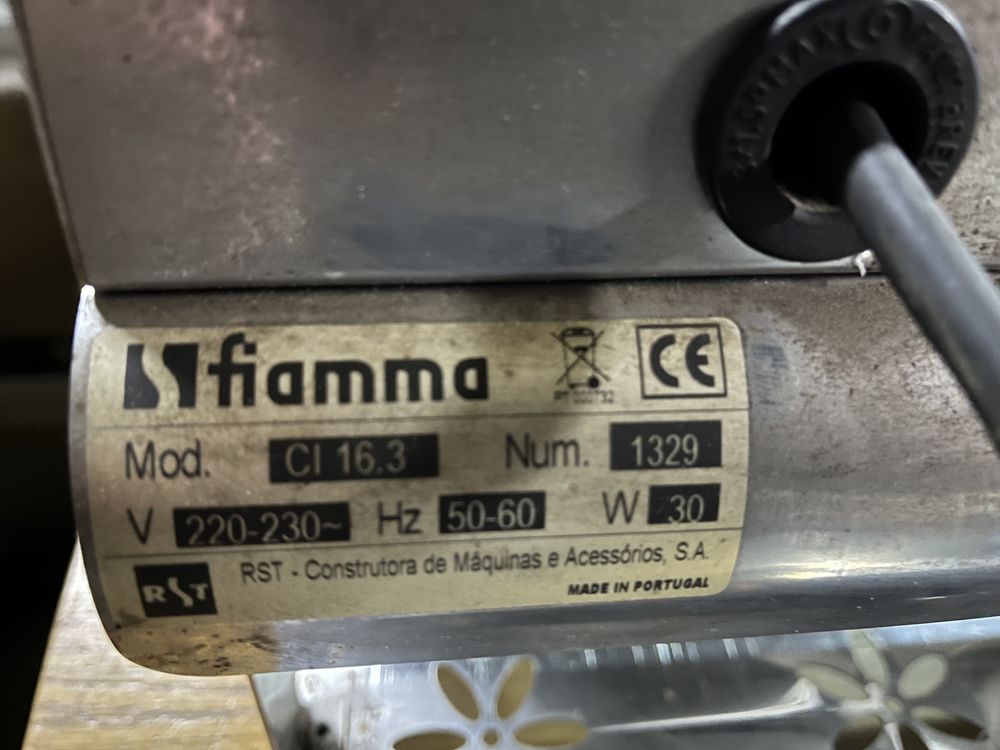 fiamma
CE
Mod. CI 16.3 Num. 1329
V 220-230~ Hz 50-60 W 30
RST RST - Construtora de Máquinas e Acessórios, S.A.
MADE IN PORTUGAL